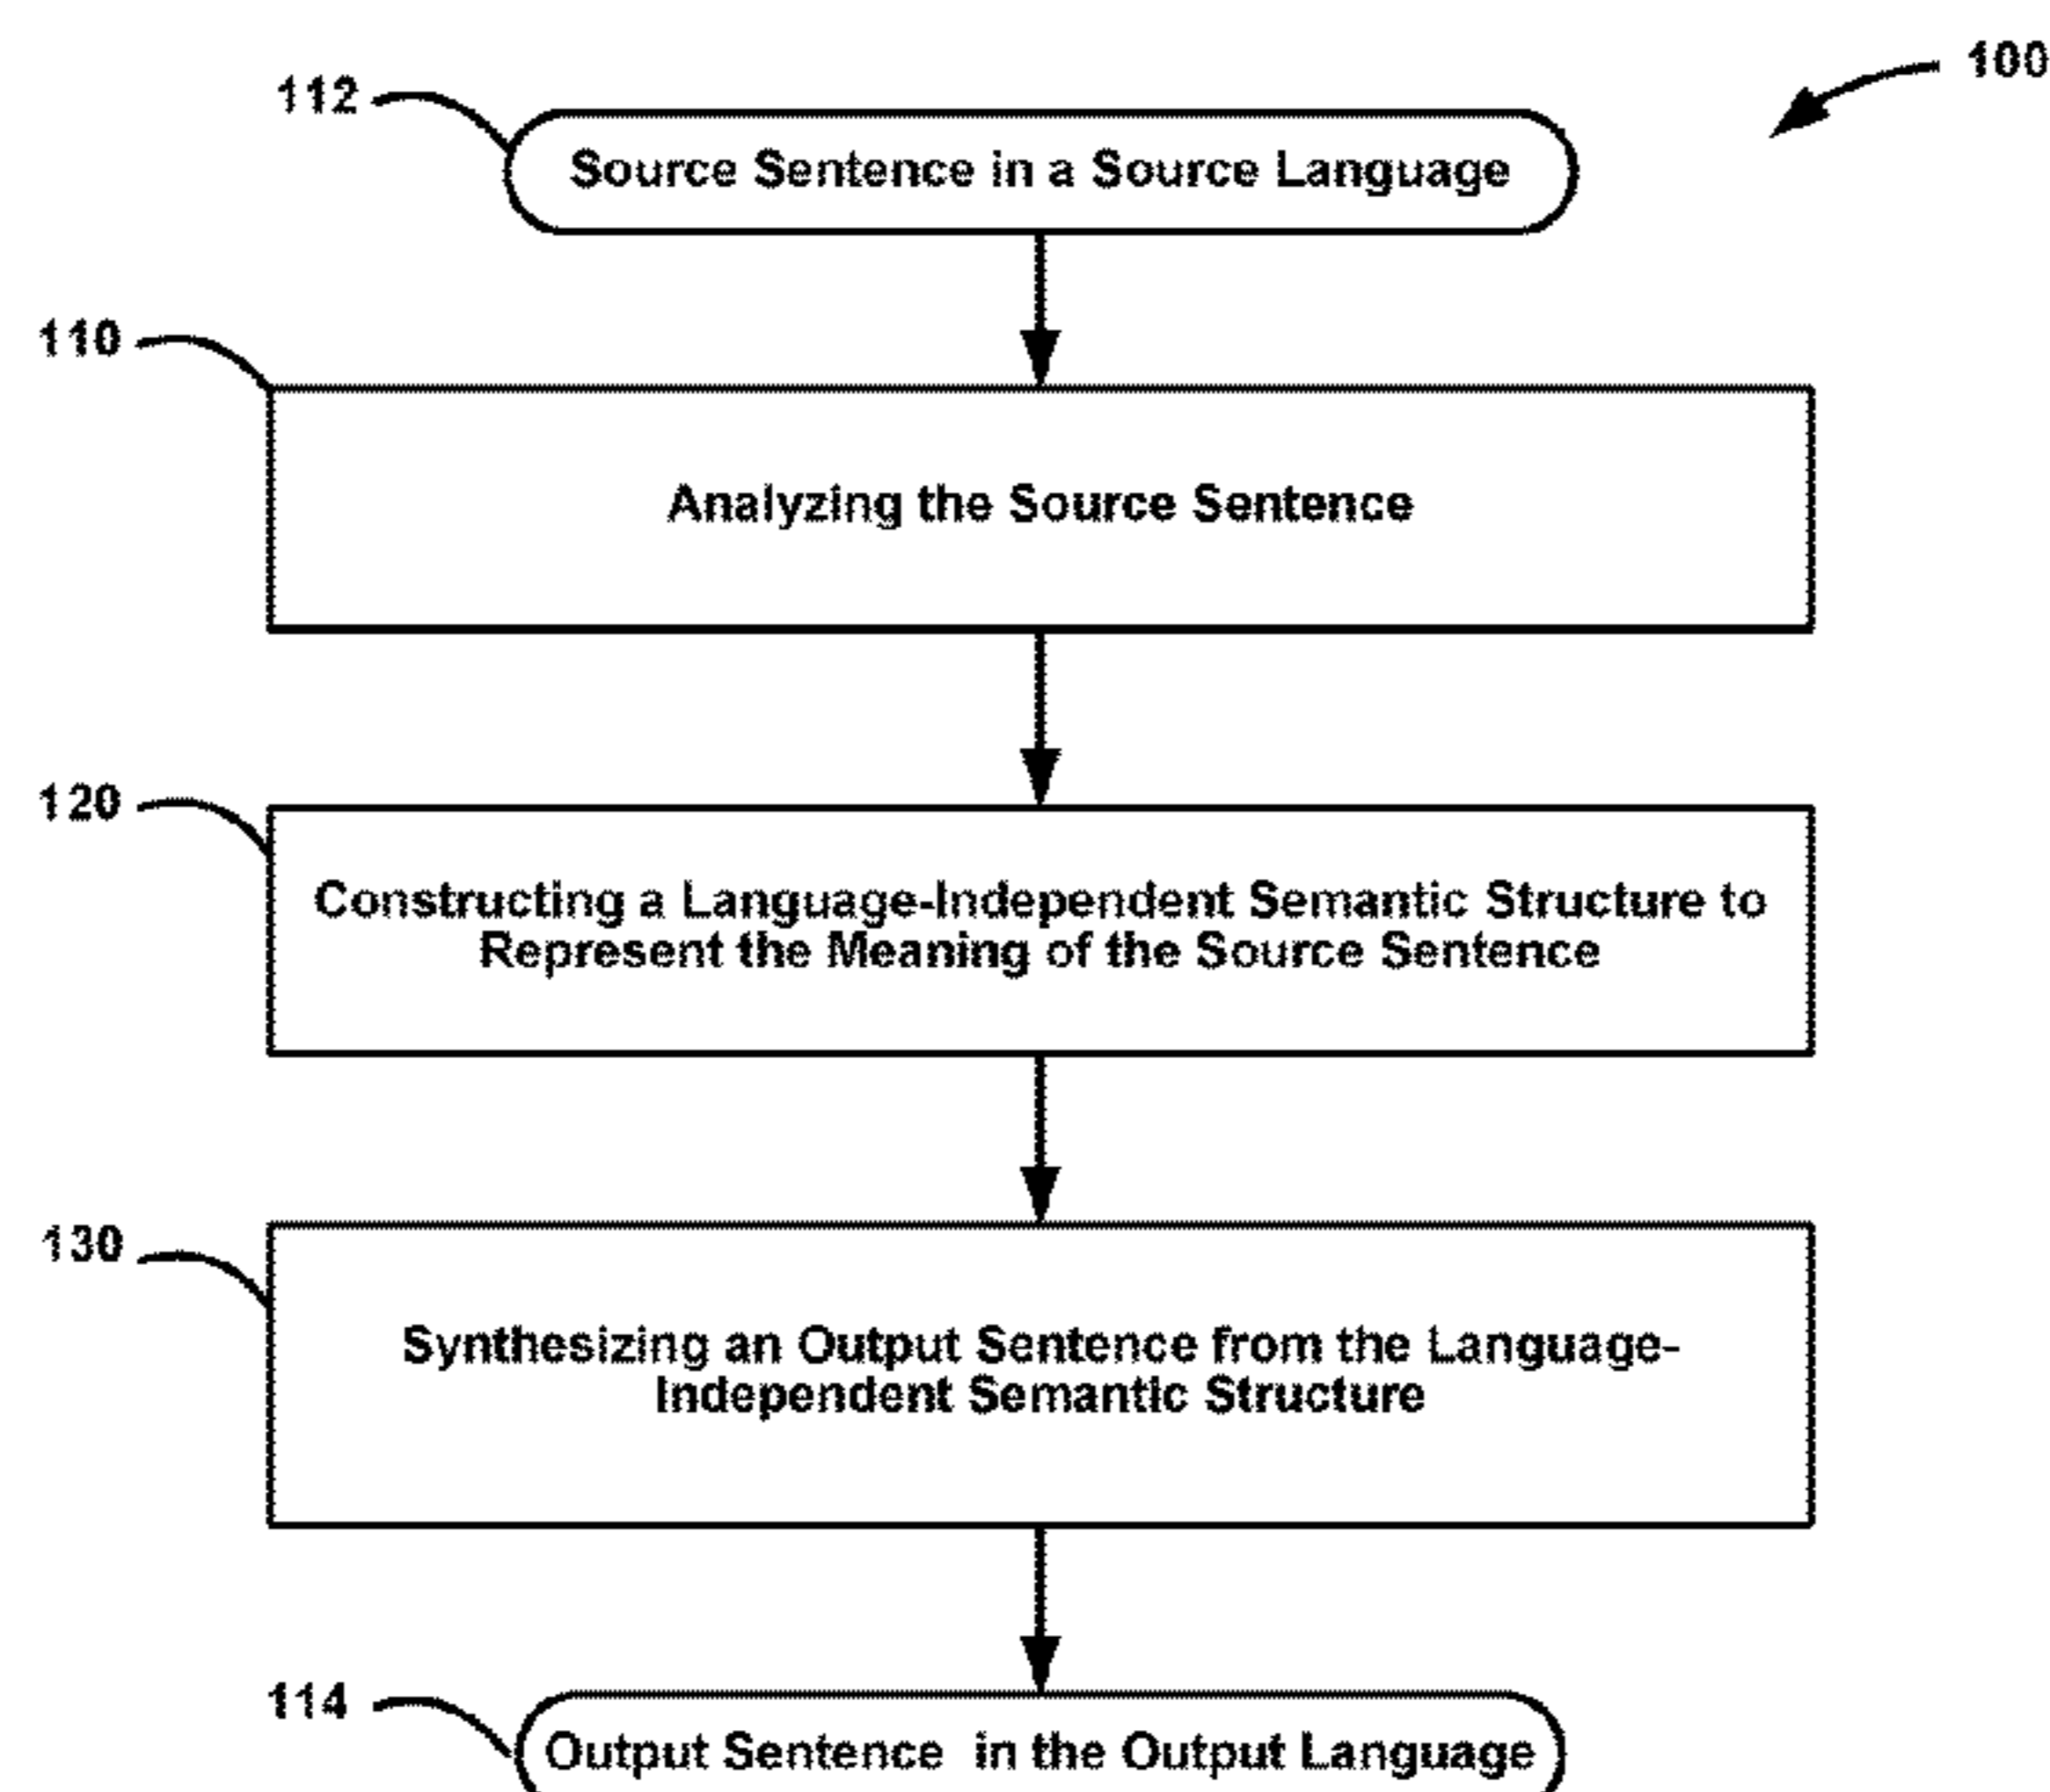 100
112
Source Sentence in a Source Language
110
Analyzing the Source Sentence
120
Constructing a Language-Independent Semantic Structure to
Represent the Meaning of the Source Sentence
130
Synthesizing an Output Sentence from the Language-
Independent Semantic Structure
114
Output Sentence in the Output Language